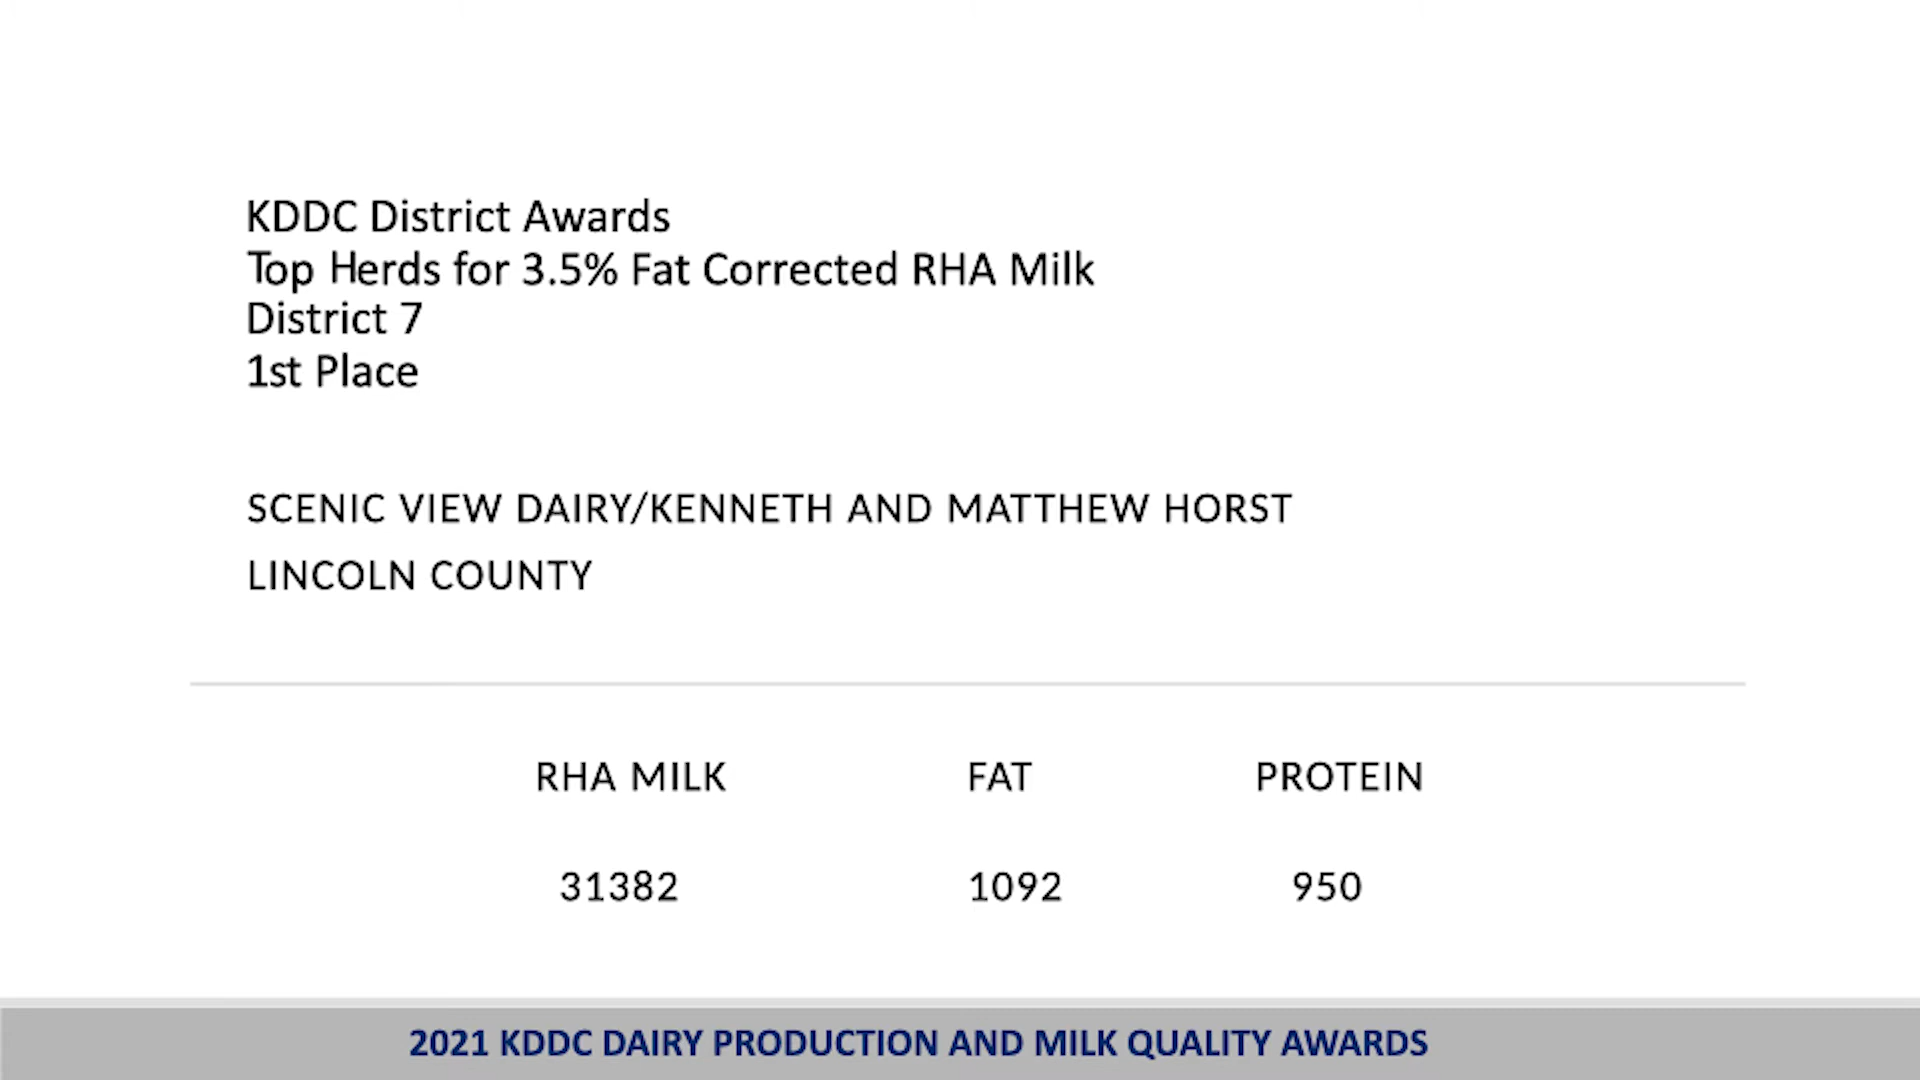 KDDC District Awards
Top Herds for 3.5% Fat Corrected RHA Milk
District 7
1st Place
SCENIC VIEW DAIRY/KENNETH AND MATTHEW HORST
LINCOLN COUNTY
RHA MILK FAT PROTEIN
31382 1092 950
2021 KDDC DAIRY PRODUCTION AND MILK QUALITY AWARDS